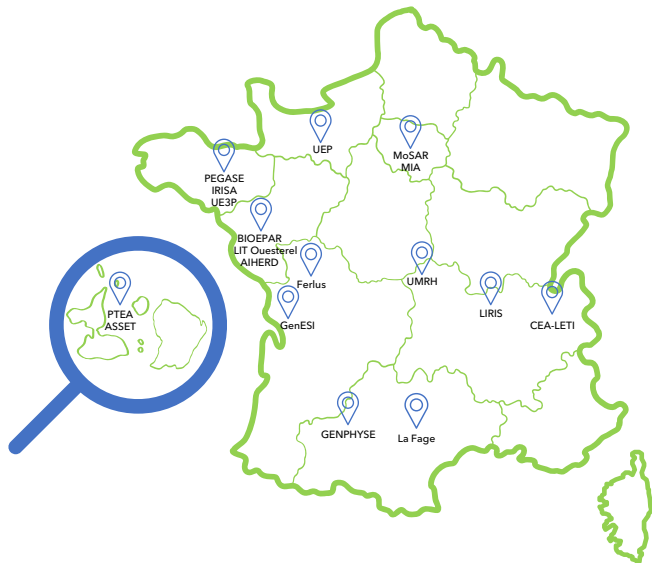 UEP
MoSAR
MIA
PEGASE
IRISA
UE3P
BIOEPAR
LIT Ouesterel
AIHERD
Ferlus
UMRH
GenESI
LIRIS
CEA-LETI
PTEA
ASSET
GENPHYSE
La Fage